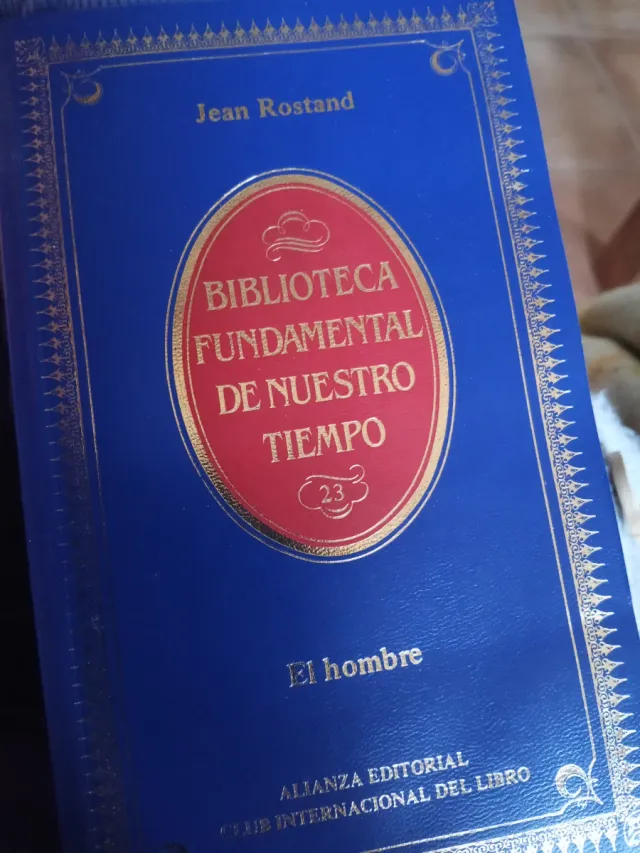 Jean Rostand
BIBLIOTECA
FUNDAMENTAL
DE NUESTRO
TIEMPO
23
El hombre
ALIANZA EDITORIAL
CLUB INTERNACIONAL DEL LIBRO